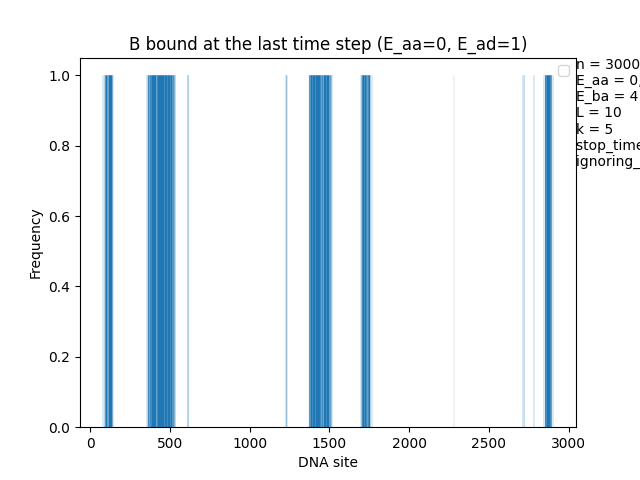 B bound at the last time step (E_aa=0, E_ad=1)
n = 3000
E_aa = 0,
E_ba = 4
L = 10
k = 5
stop_time
ignoring_
1.0
0.8
0.6
0.4
0.2
0.0
Frequency
0 500 1000 1500 2000 2500 3000
DNA site